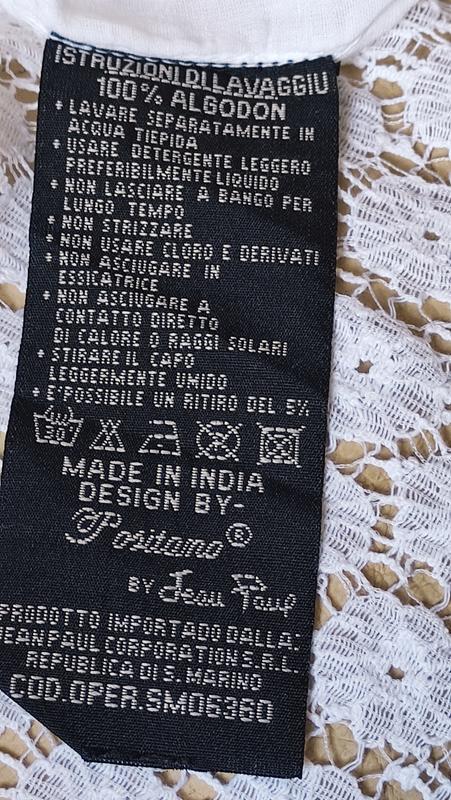 ISTRUZIONI DI LAVAGGIU
100% ALGODON
• LAVARE SEPARATAMENTE IN
ACQUA TIEPIDA
• USARE DETERGENTE LEGGERO
PREFERIBILMENTE LIQUIDO
• NON LASCIARE A BANGO PER
LUNGO TEMPO
• NON STRIZZARE
• NON USARE CLORO E DERIVATI
• NON ASCIUGARE IN
ESSICATRICE
• NON ASCIUGARE A
CONTATTO DIRETTO
DI CALORE O RAGGI SOLARI
• STIRARE IL CAPO
LEGGERMENTE UMIDO
• E'POSSIBILE UN RITIRO DEL 5%
30
MADE IN INDIA
DESIGN BY-
Positano®
BY Jean Paul
PRODOTTO IMPORTADO DALLA:
JEANPAUL CORPORATION S.R.L.
REPUBLICA DI S. MARINO
COD.OPER.SM06360